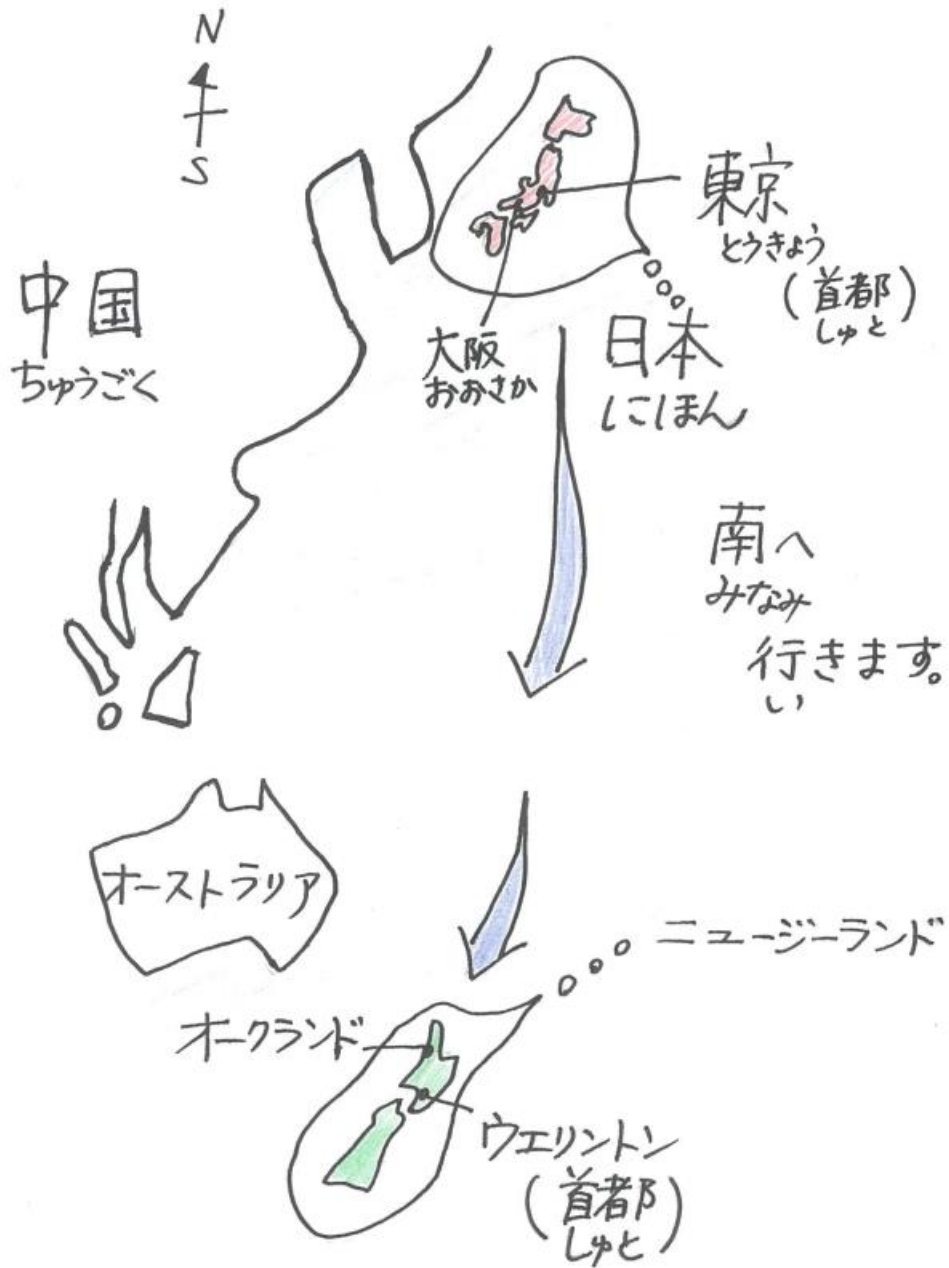 N
S
東京
とうきょう
(首都)
しゅと
中国
ちゅうごく
大阪
おおさか
日本
にほん
南へ
みなみ
行きます。
い
オーストラリア
ニュージーランド
オークランド
ウエリントン
(首都)
しゅと